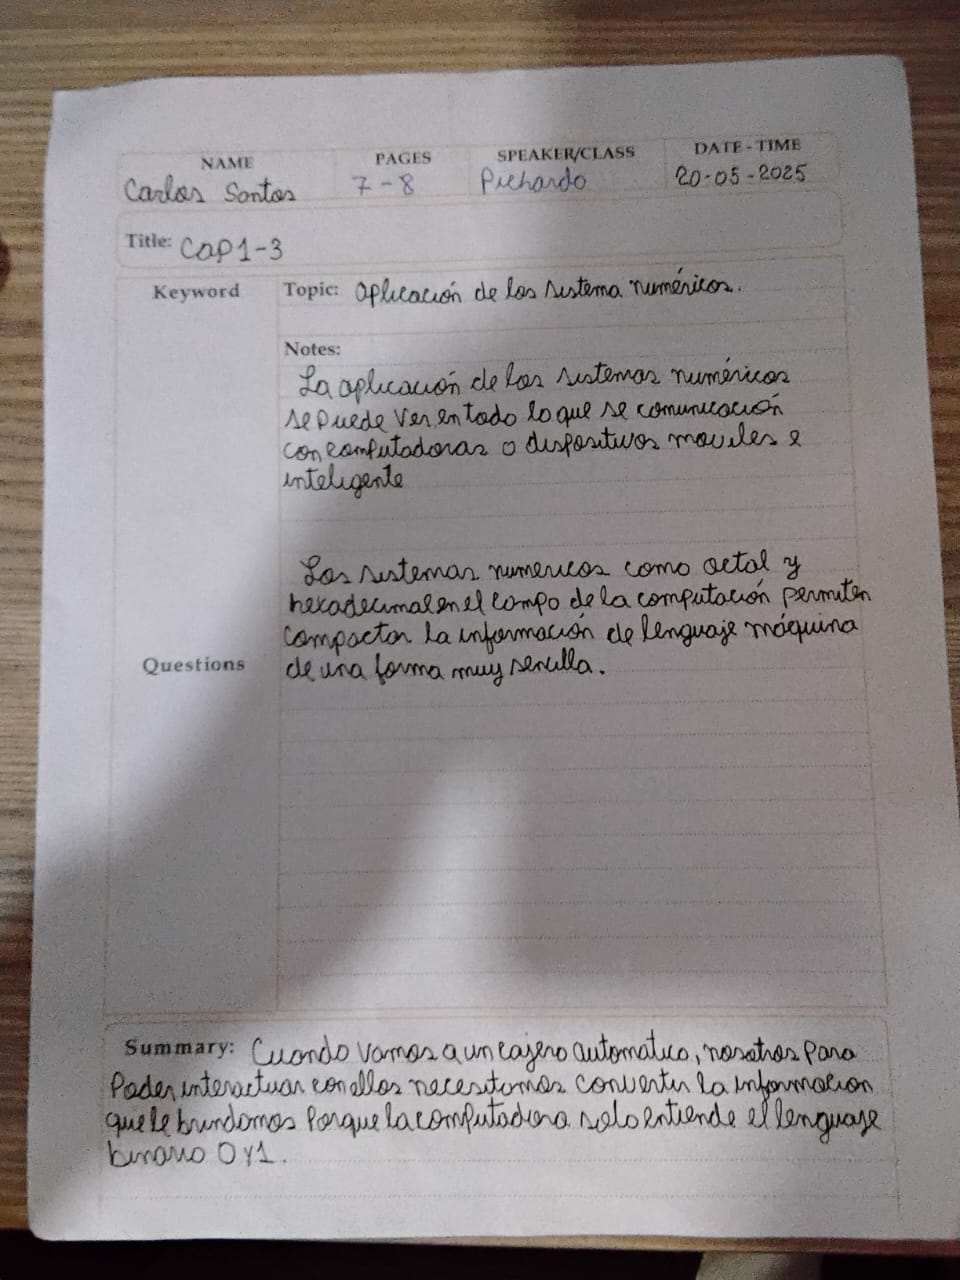 NAME PAGES SPEAKER/CLASS DATE-TIME
Carlos Santos 7-8 Pichardo 20-05-2025
Title: Cap1-3
Keyword Topic: aplicación de los sistema numéricos.
Notes:
La aplicación de los sistemas numéricos
se puede ver en todo lo que se comunicación
con computadoras o dispositivos moviles e
inteligente
Los sistemas numericos como octal y
hexadecimal en el campo de la computación permiten
compactar la información de lenguaje máquina
Questions de una forma muy sencilla.
Summary: Cuando vamos a un cajero automatico, nosotros para
poder interactuar con ellos necesitamos convertir la informacion
que le brindamos porque la computadora solo entiende el lenguaje
binario 0 y 1.